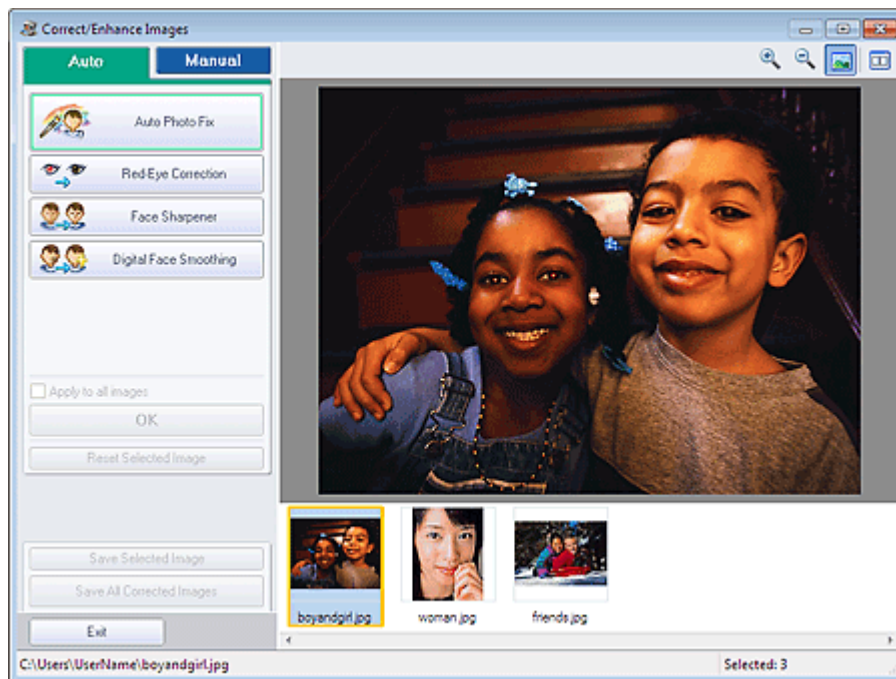 Correct/Enhance Images
Auto
Manual
Auto Photo Fix
Red-Eye Correction
Face Sharpener
Digital Face Smoothing
Apply to all images
OK
Reset Selected Image
Save Selected Image
Save All Corrected Images
Exit
boyandgirl.jpg
woman.jpg
friends.jpg
C:\Users\UserName\boyandgirl.jpg
Selected: 3